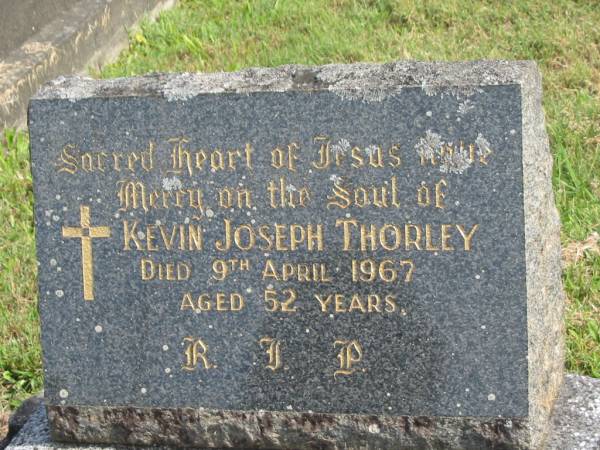 Sacred Heart of Jesus have
Mercy on the Soul of
KEVIN JOSEPH THORLEY
DIED 9TH APRIL 1967
AGED 52 YEARS.
R. I. P.